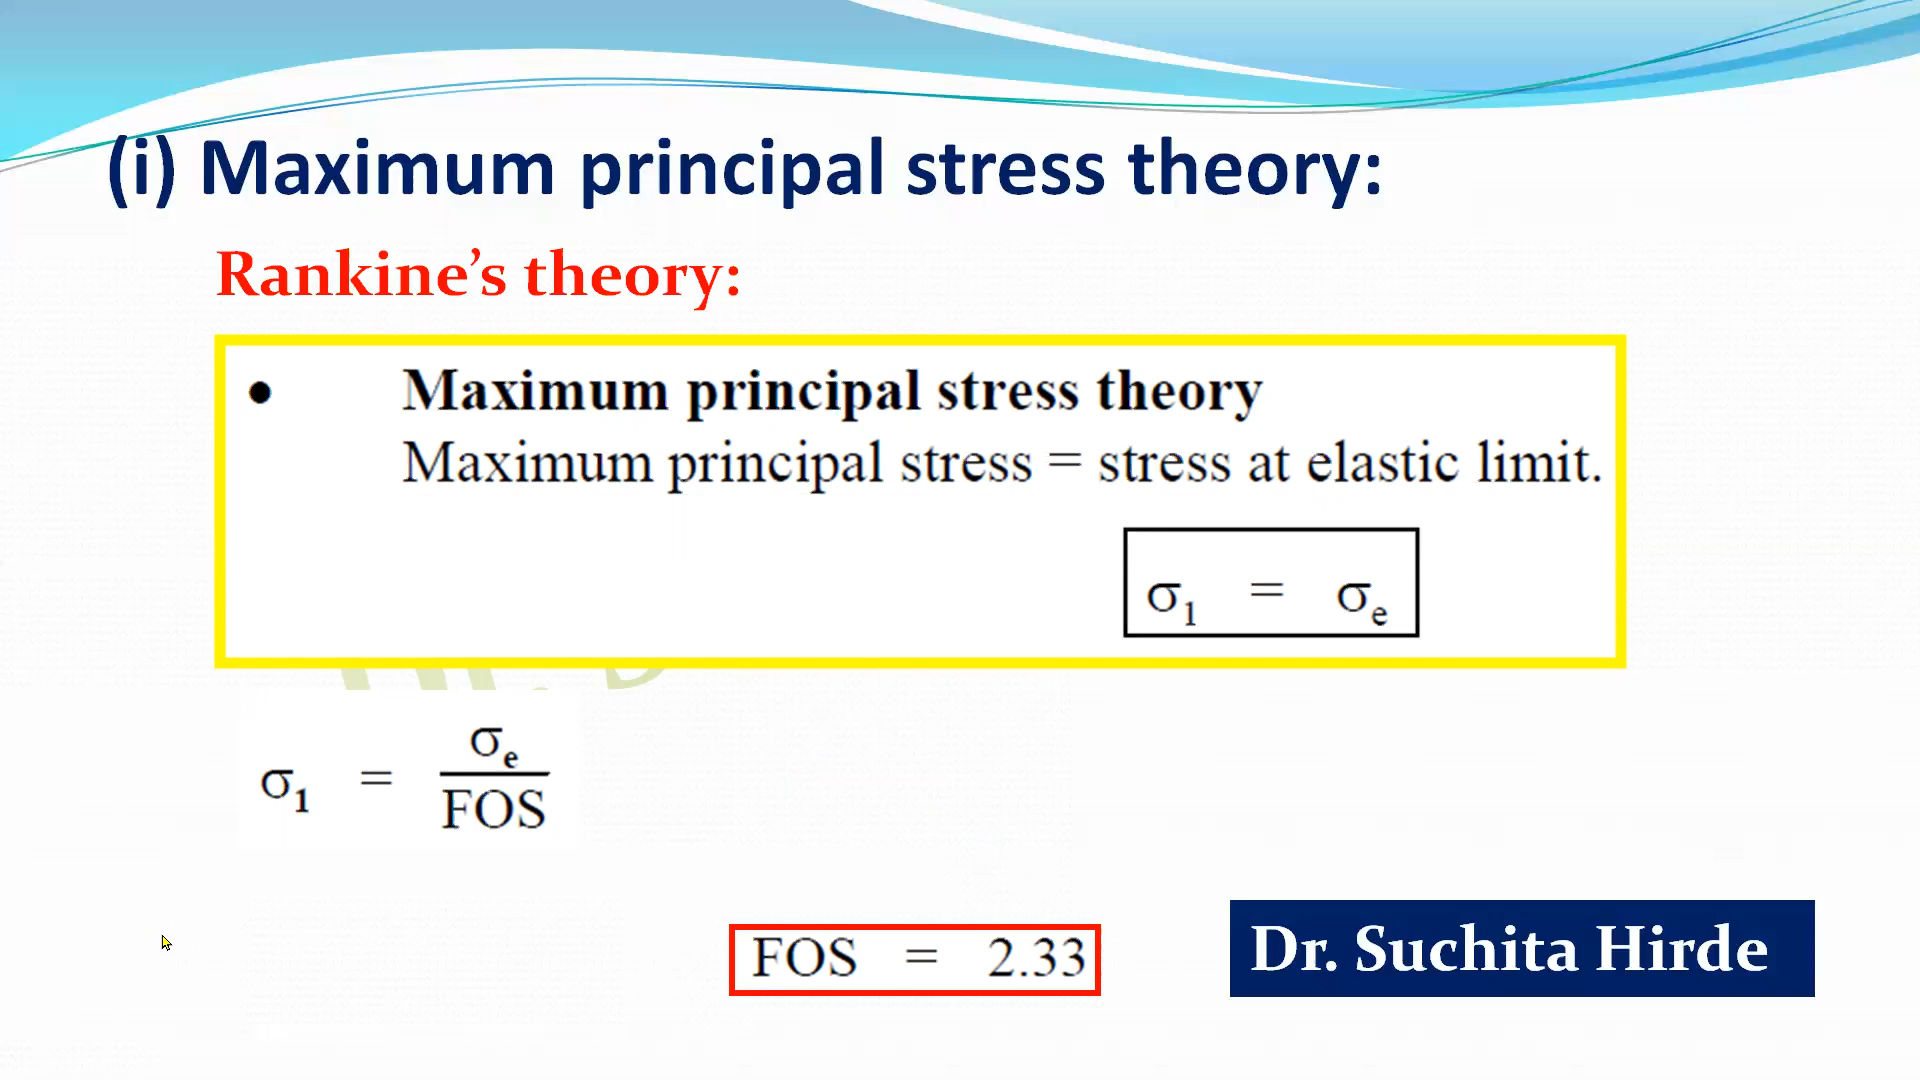 (i) Maximum principal stress theory:
Rankine’s theory:
• Maximum principal stress theory
Maximum principal stress = stress at elastic limit.
σ₁ = σₑ
σ₁ = σₑ / FOS
FOS = 2.33
Dr. Suchita Hirde